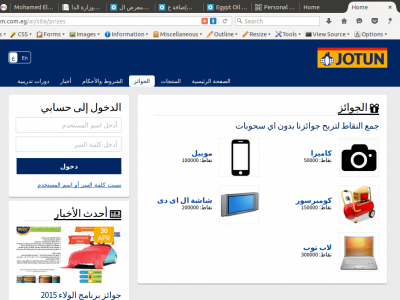 Mohamed El
وزارة الدا...
معرض ال...
إضافة ع...
Egypt Oil
Personal
Home
Home
m.com.eg/ar/site/prizes
Search
CSS
Forms
Images
Information
Miscellaneous
Outline
Resize
Tools
View Source
Options
ع
En
JOTUN
الصفحة الرئيسية
المنتجات
الجوائز
الشروط والأحكام
أخبار
دورات تدريبية
الجوائز
جمع النقاط لتربح جوائزنا بدون اي سحوبات
كاميرا
نقاط: 50000
موبيل
نقاط: 100000
كومبرسور
نقاط: 150000
شاشة ال اى دى
نقاط: 200000
لاب توب
نقاط: 300000
الدخول إلى حسابي
أدخل اسم المستخدم
أدخل كلمة السر
دخول
نسيت كلمة السر أو اسم المستخدم
أحدث الأخبار
30
APR
جوائز برنامج الولاء 2015